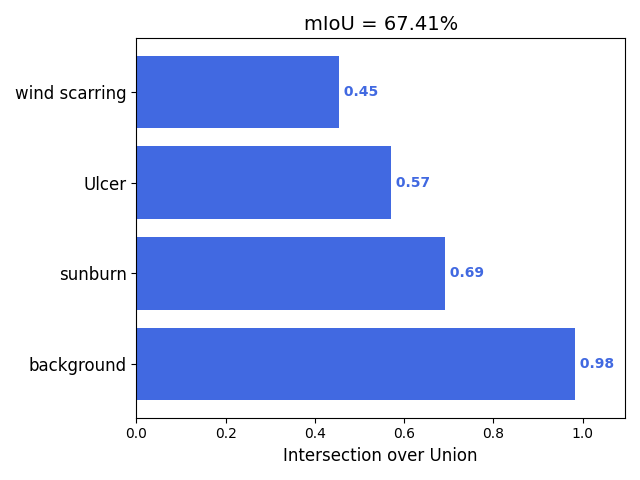 mIoU = 67.41%
wind scarring
0.45
Ulcer
0.57
sunburn
0.69
background
0.98
0.0 0.2 0.4 0.6 0.8 1.0
Intersection over Union